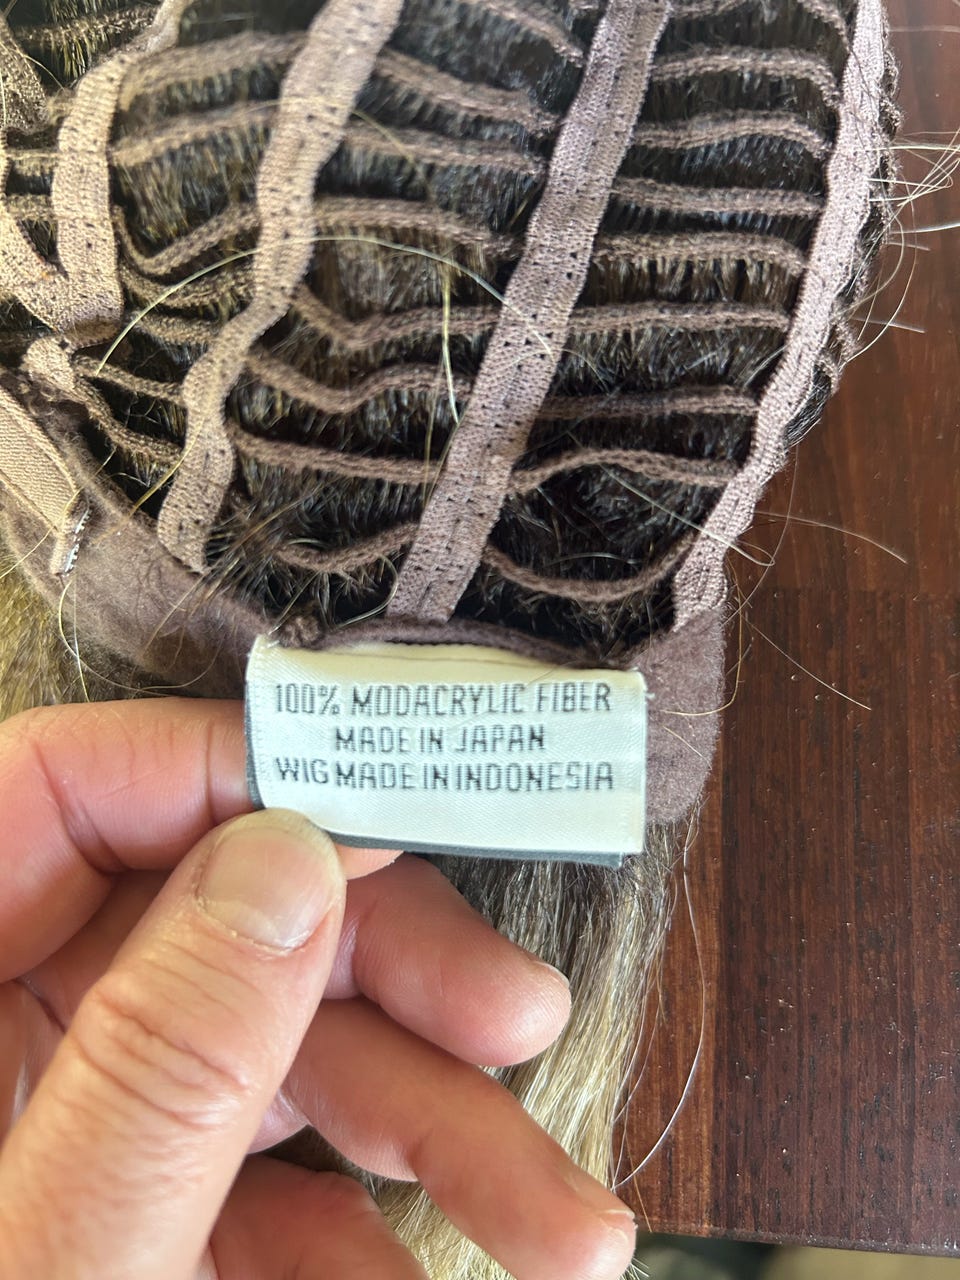 100% MODACRYLIC FIBER
MADE IN JAPAN
WIG MADE IN INDONESIA